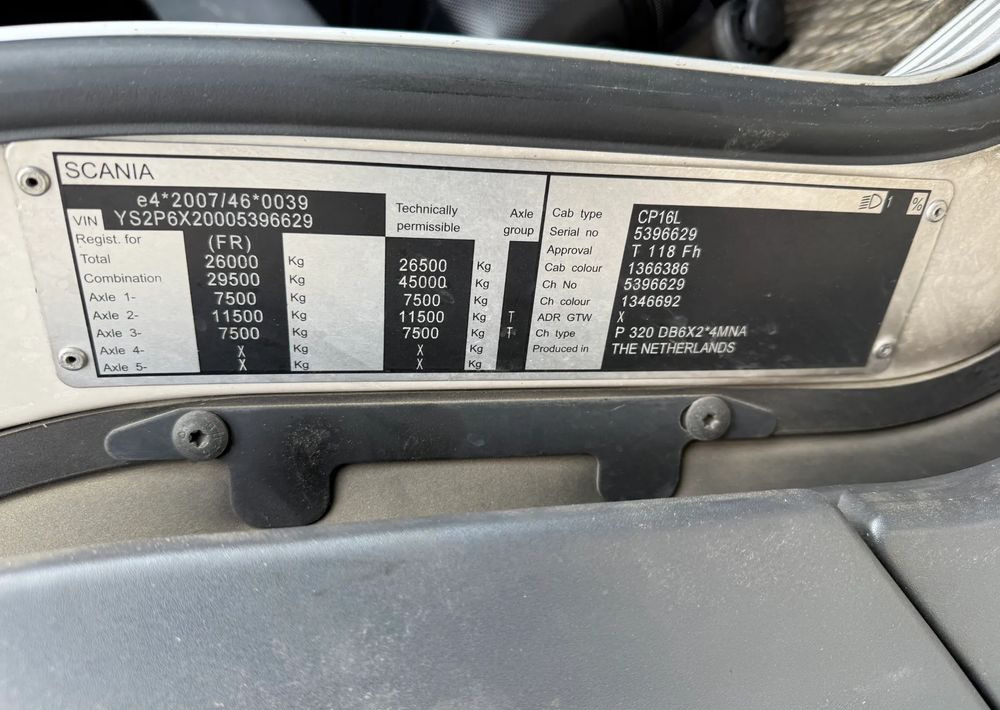 SCANIA
e4*2007/46*0039
VIN YS2P6X20005396629
Regist. for (FR)
Technically permissible
Axle group
Total 26000 Kg 26500 Kg
Combination 29500 45000 Kg
Axle 1- 7500 Kg 7500 Kg
Axle 2- 11500 Kg 11500 Kg T
Axle 3- 7500 Kg 7500 Kg T
Axle 4- X Kg X Kg
Axle 5- X Kg X Kg
1 %
Cab type CP16L
Serial no 5396629
Approval T 118 Fh
Cab colour 1366386
Ch No 5396629
Ch colour 1346692
ADR GTW X
Ch type P 320 DB6X2*4MNA
Produced in THE NETHERLANDS